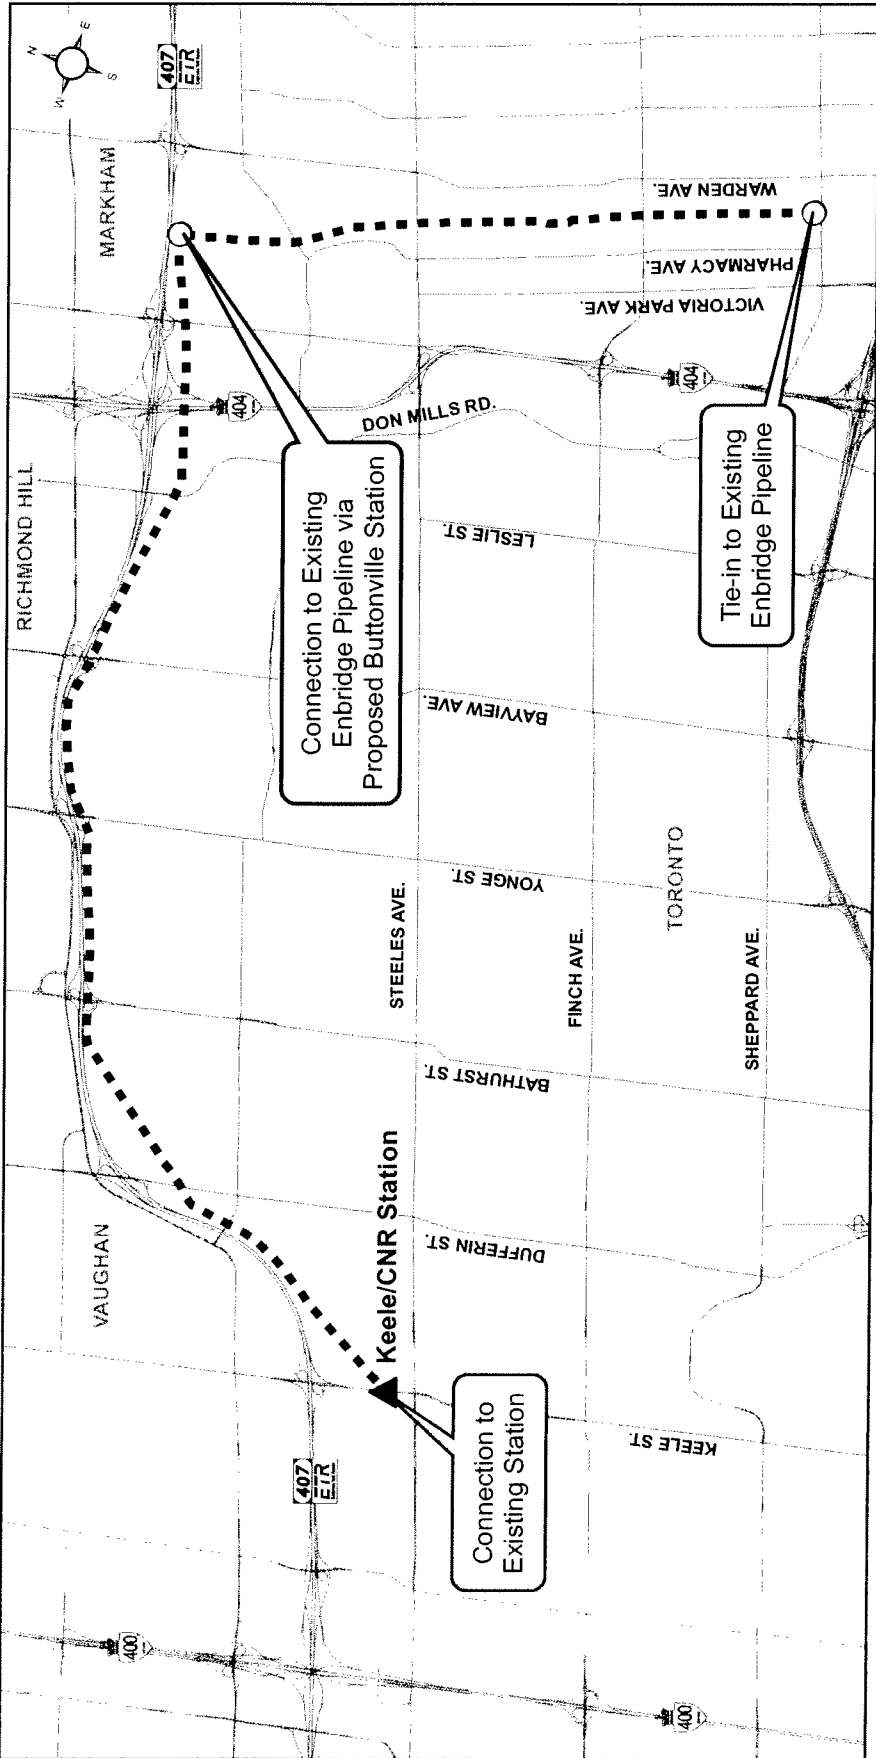 N
E
S
W
407
ETR
MARKHAM
RICHMOND HILL
VAUGHAN
404
DON MILLS RD.
WARDEN AVE.
PHARMACY AVE.
VICTORIA PARK AVE.
404
Connection to Existing
Enbridge Pipeline via
Proposed Buttonville Station
Tie-in to Existing
Enbridge Pipeline
LESLIE ST.
BAYVIEW AVE.
YONGE ST.
STEELES AVE.
FINCH AVE.
TORONTO
SHEPPARD AVE.
BATHURST ST.
DUFFERIN ST.
Keele/CNR Station
Connection to
Existing Station
KEELE ST.
407
ETR
400
400